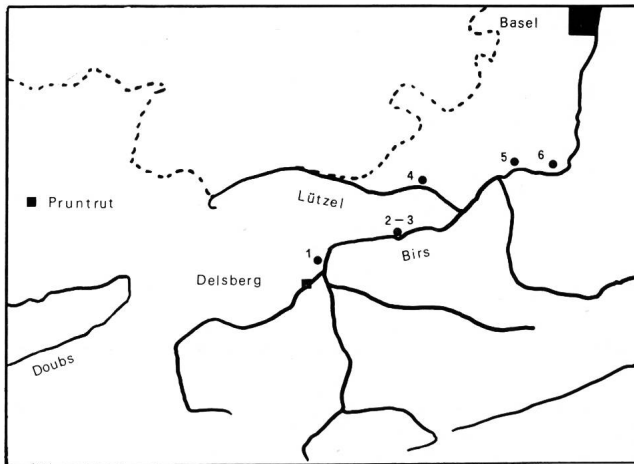 Basel
5
6
4
Lützel
Pruntrut
2–3
Birs
1
Delsberg
Doubs